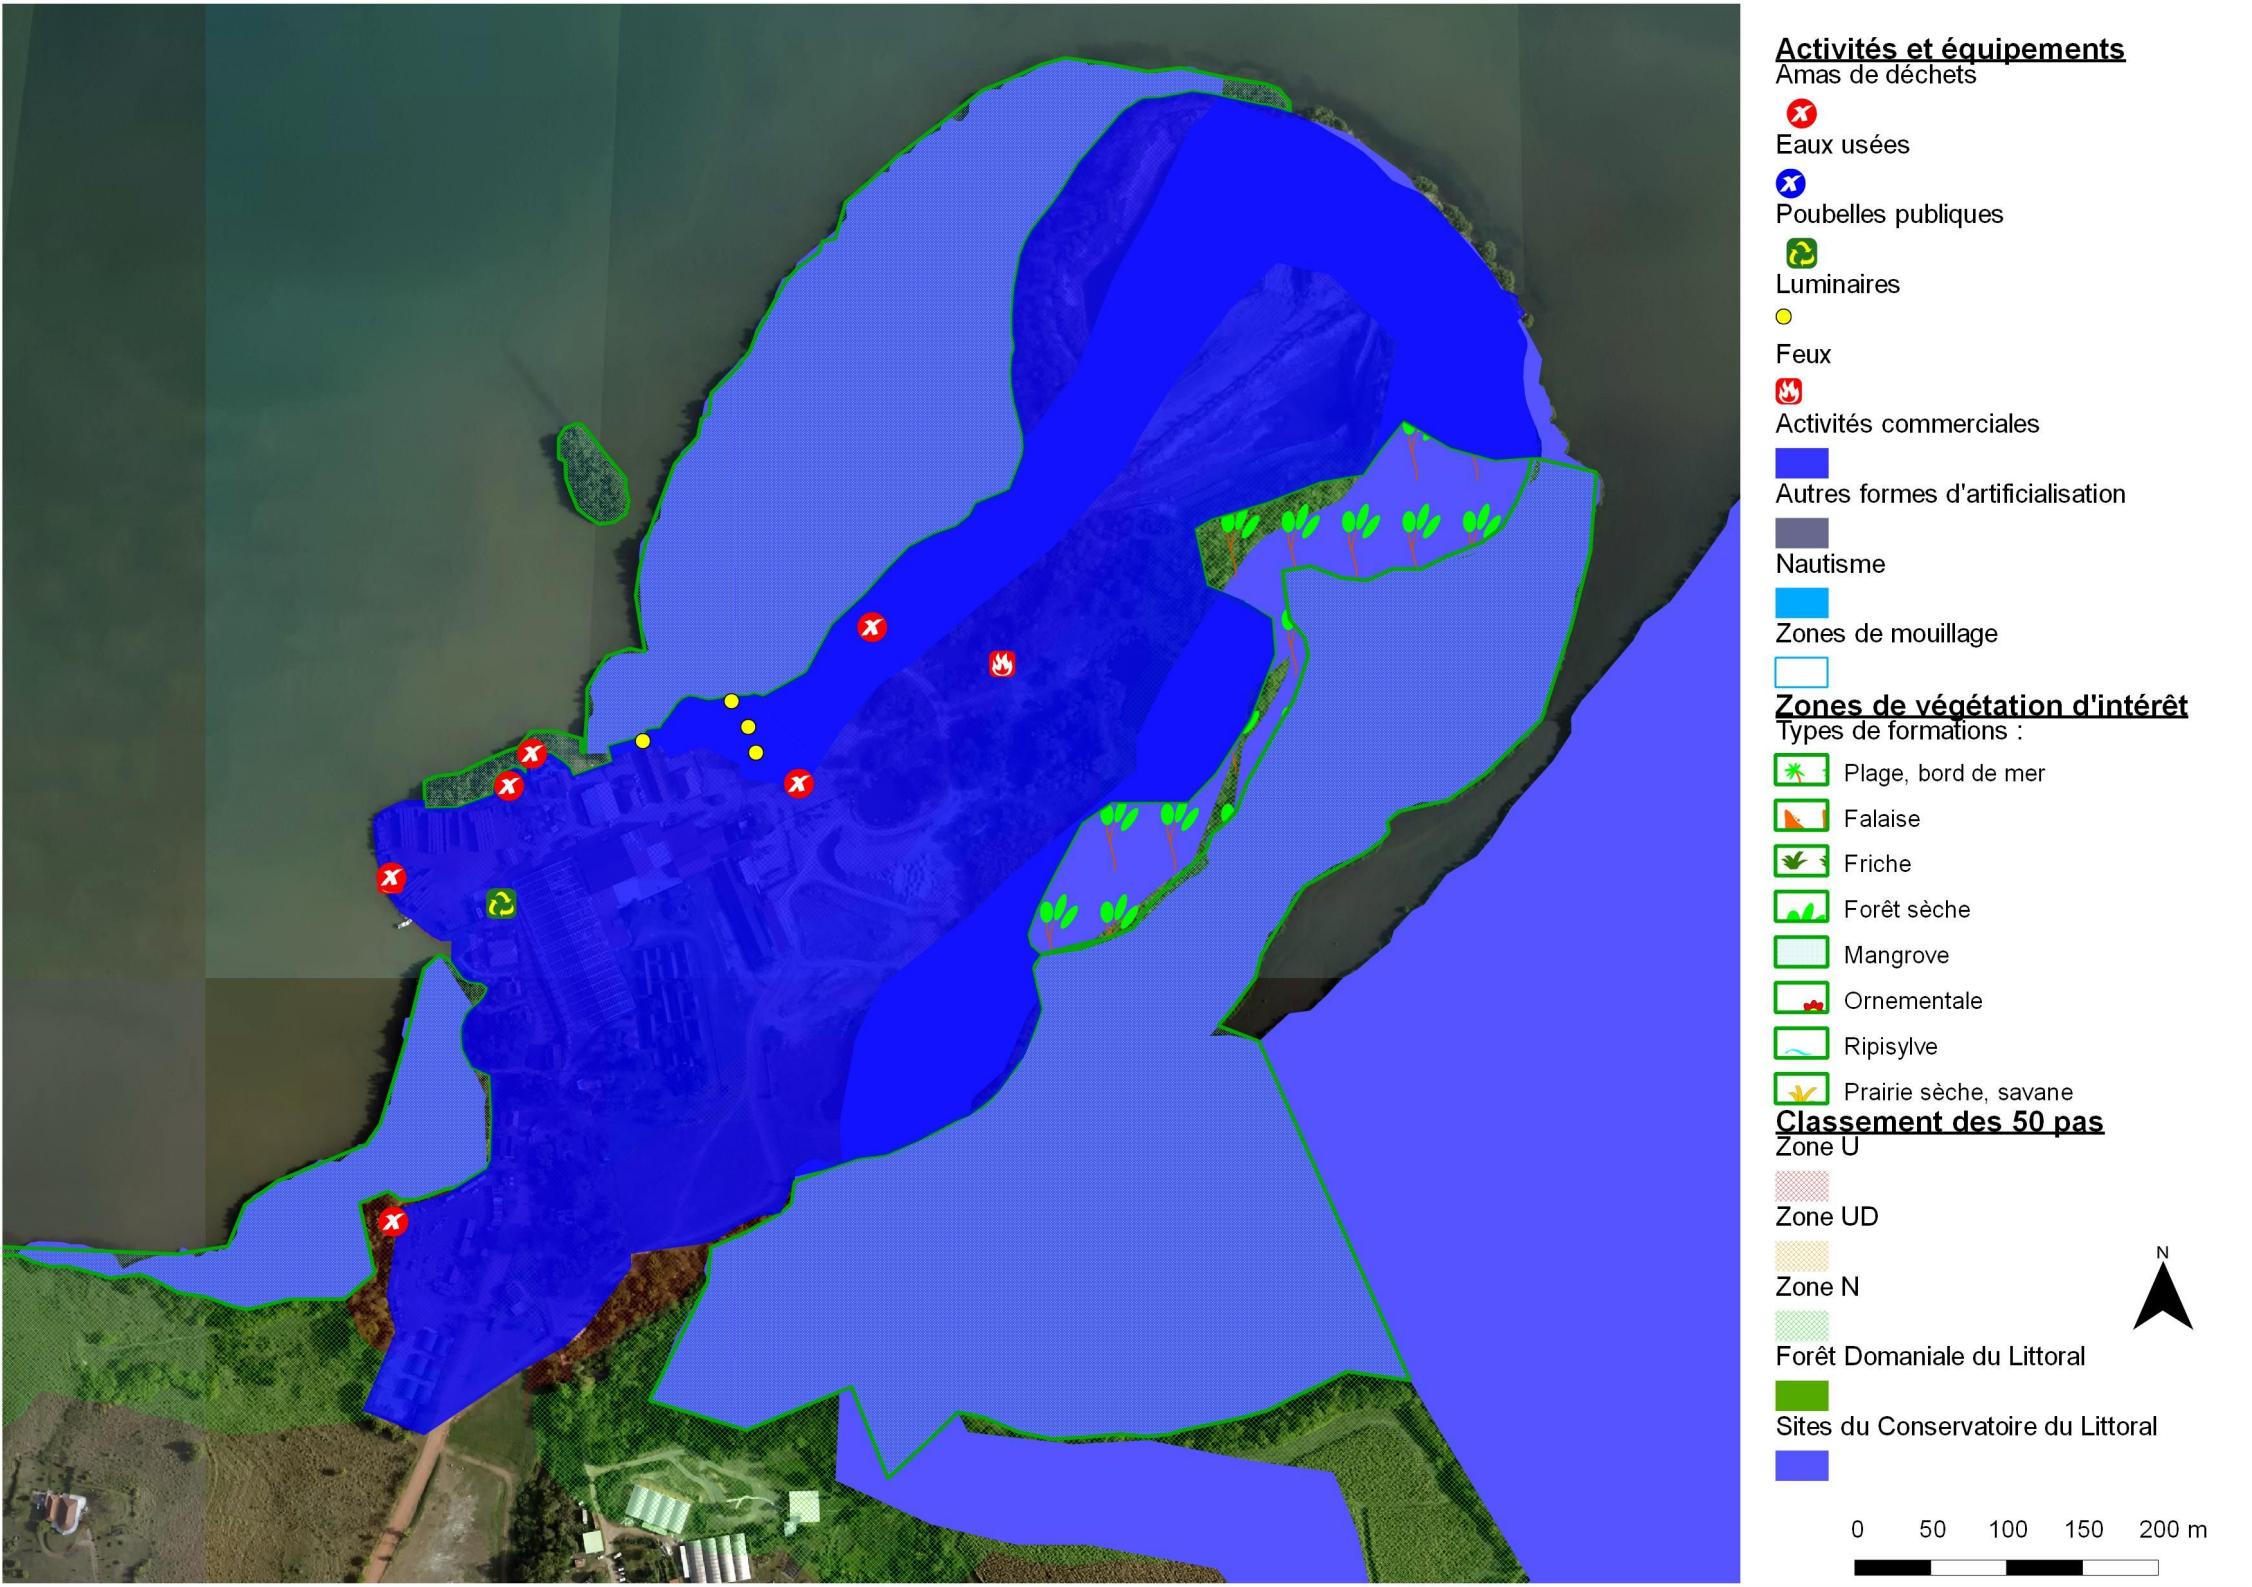 Activités et équipements
Amas de déchets
Eaux usées
Poubelles publiques
Luminaires
Feux
Activités commerciales
Autres formes d'artificialisation
Nautisme
Zones de mouillage
Zones de végétation d'intérêt
Types de formations :
Plage, bord de mer
Falaise
Friche
Forêt sèche
Mangrove
Ornementale
Ripisylve
Prairie sèche, savane
Classement des 50 pas
Zone U
Zone UD
Zone N
N
Forêt Domaniale du Littoral
Sites du Conservatoire du Littoral
0 50 100 150 200 m